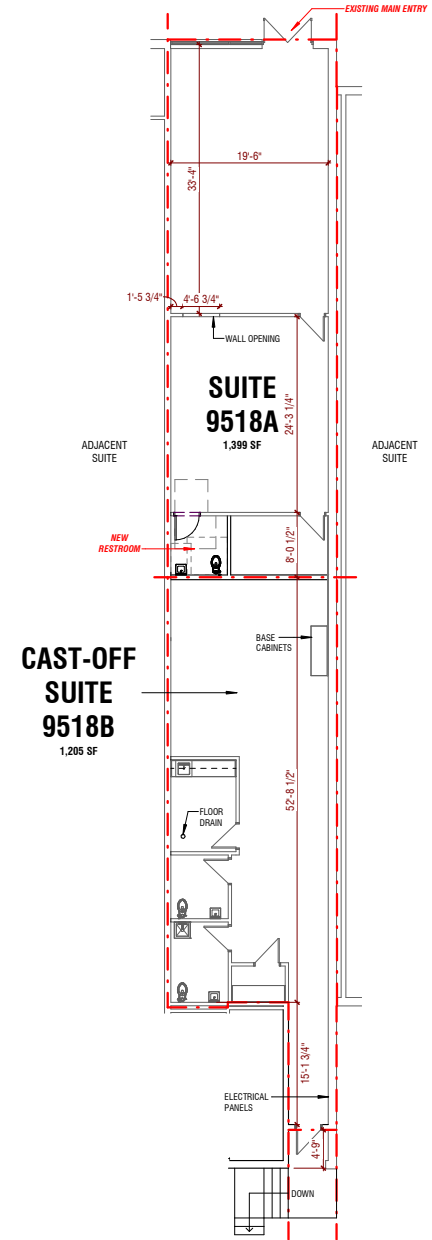 EXISTING MAIN ENTRY
19'-6"
33'-4"
1'-5 3/4"
4'-6 3/4"
WALL OPENING
SUITE
9518A
1,399 SF
24'-3 1/4"
ADJACENT
SUITE
ADJACENT
SUITE
NEW
RESTROOM
8'-0 1/2"
BASE
CABINETS
CAST-OFF
SUITE
9518B
1,205 SF
52'-8 1/2"
FLOOR
DRAIN
15'-1 3/4"
ELECTRICAL
PANELS
4'-9"
DOWN